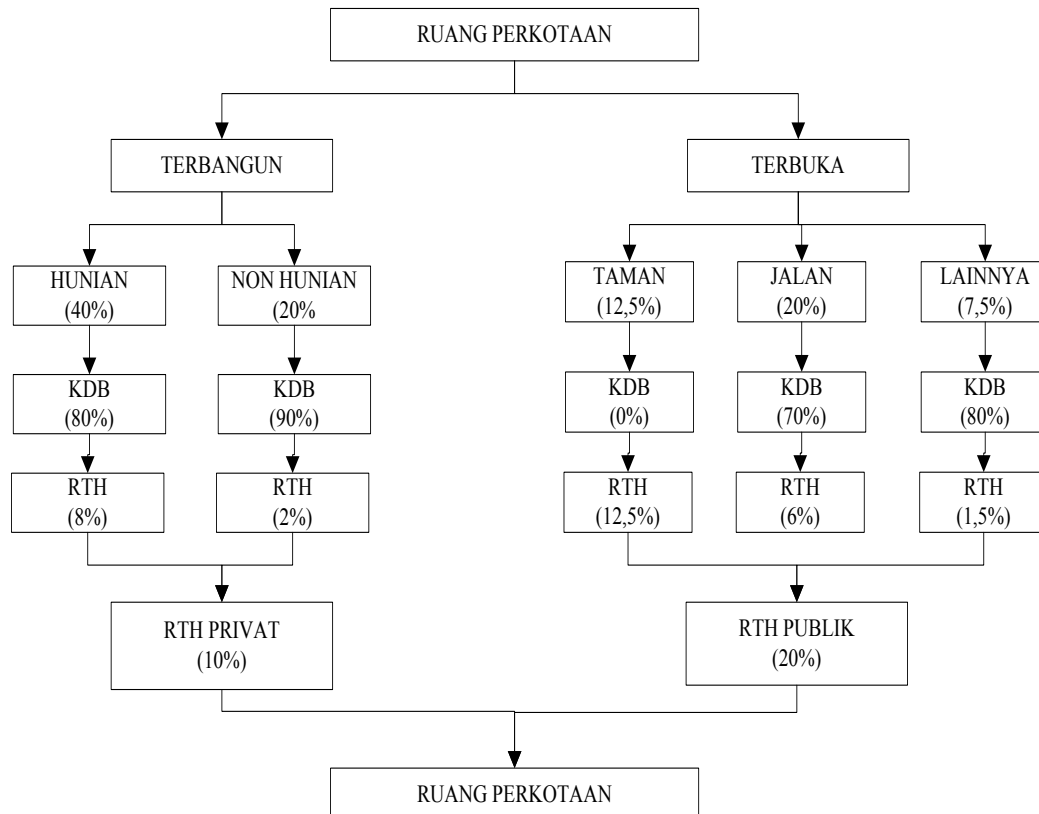 RUANG PERKOTAAN
TERBANGUN
TERBUKA
HUNIAN
(40%)
NON HUNIAN
(20%
TAMAN
(12,5%)
JALAN
(20%)
LAINNYA
(7,5%)
KDB
(80%)
KDB
(90%)
KDB
(0%)
KDB
(70%)
KDB
(80%)
RTH
(8%)
RTH
(2%)
RTH
(12,5%)
RTH
(6%)
RTH
(1,5%)
RTH PRIVAT
(10%)
RTH PUBLIK
(20%)
RUANG PERKOTAAN